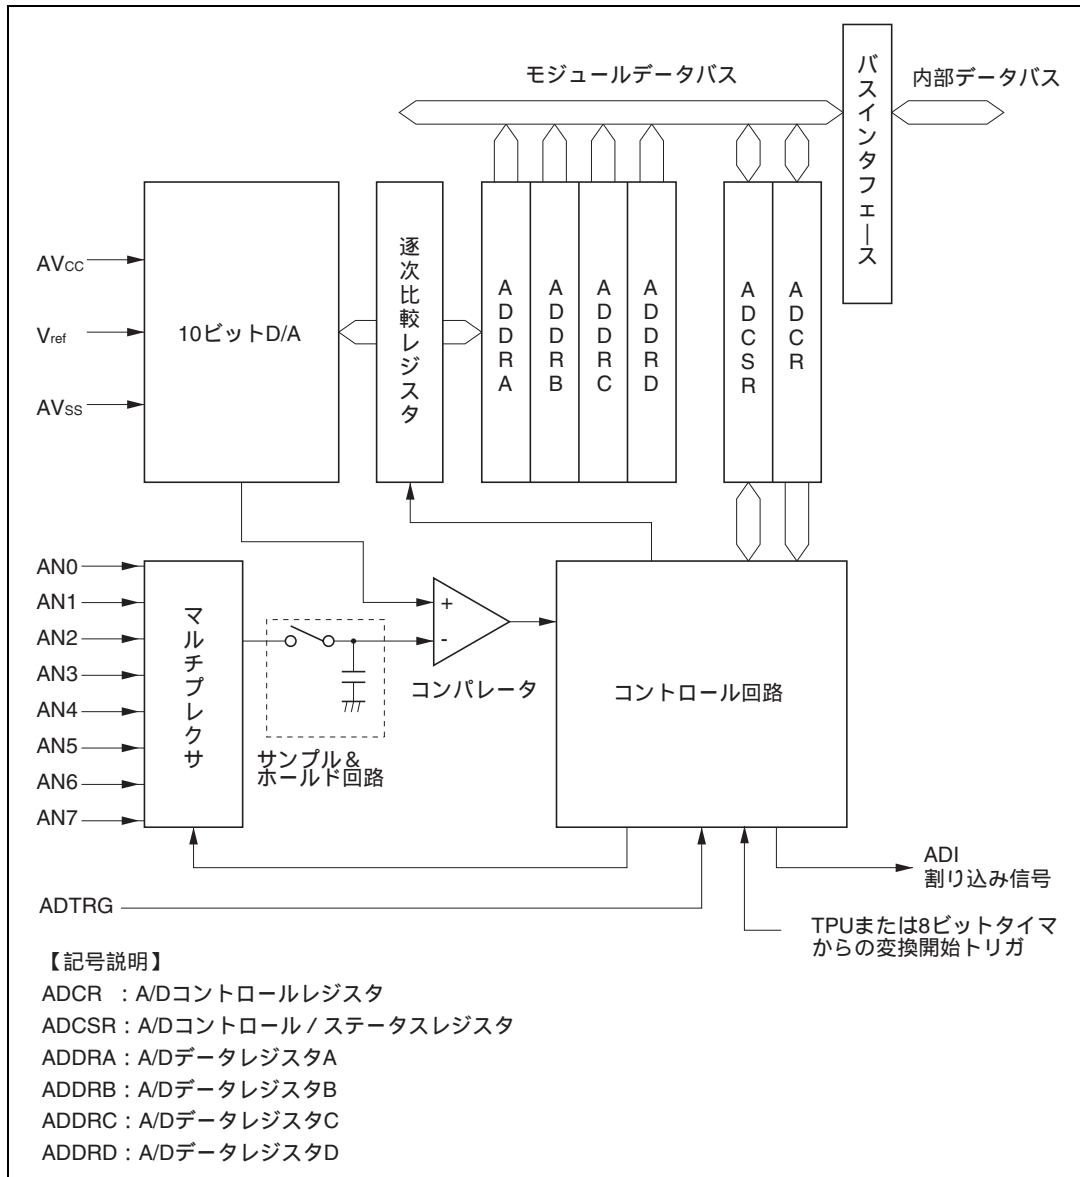 モジュールデータバス
バスインタフェース
内部データバス
AVCC
Vref
AVSS
10ビットD/A
逐次比較レジスタ
ADDRA
ADDRB
ADDRC
ADDRD
ADCSR
ADCR
AN0
AN1
AN2
AN3
AN4
AN5
AN6
AN7
マルチプレクサ
+
-
コンパレータ
サンプル＆
ホールド回路
コントロール回路
ADI
割り込み信号
ADTRG
TPUまたは8ビットタイマ
からの変換開始トリガ
【記号説明】
ADCR ：A/Dコントロールレジスタ
ADCSR：A/Dコントロール / ステータスレジスタ
ADDRA：A/DデータレジスタA
ADDRB：A/DデータレジスタB
ADDRC：A/DデータレジスタC
ADDRD：A/DデータレジスタD